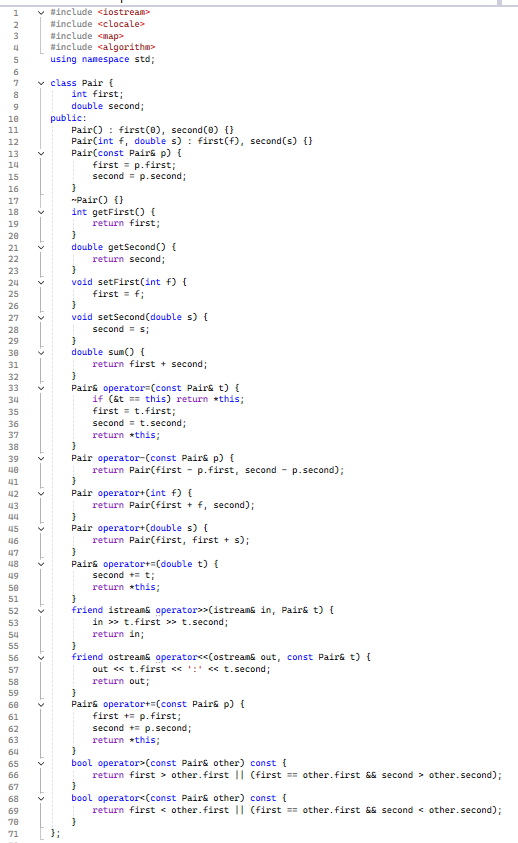 1 #include <iostream>
2 #include <clocale>
3 #include <map>
4 #include <algorithm>
5 using namespace std;
6
7 class Pair {
8     int first;
9     double second;
10 public:
11     Pair() : first(0), second(0) {}
12     Pair(int f, double s) : first(f), second(s) {}
13     Pair(const Pair& p) {
14         first = p.first;
15         second = p.second;
16     }
17     ~Pair() {}
18     int getFirst() {
19         return first;
20     }
21     double getSecond() {
22         return second;
23     }
24     void setFirst(int f) {
25         first = f;
26     }
27     void setSecond(double s) {
28         second = s;
29     }
30     double sum() {
31         return first + second;
32     }
33     Pair& operator=(const Pair& t) {
34         if (&t == this) return *this;
35         first = t.first;
36         second = t.second;
37         return *this;
38     }
39     Pair operator-(const Pair& p) {
40         return Pair(first - p.first, second - p.second);
41     }
42     Pair operator+(int f) {
43         return Pair(first + f, second);
44     }
45     Pair operator+(double s) {
46         return Pair(first, first + s);
47     }
48     Pair& operator+=(double t) {
49         second += t;
50         return *this;
51     }
52     friend istream& operator>>(istream& in, Pair& t) {
53         in >> t.first >> t.second;
54         return in;
55     }
56     friend ostream& operator<<(ostream& out, const Pair& t) {
57         out << t.first << ':' << t.second;
58         return out;
59     }
60     Pair& operator+=(const Pair& p) {
61         first += p.first;
62         second += p.second;
63         return *this;
64     }
65     bool operator>(const Pair& other) const {
66         return first > other.first || (first == other.first && second > other.second);
67     }
68     bool operator<(const Pair& other) const {
69         return first < other.first || (first == other.first && second < other.second);
70     }
71 };